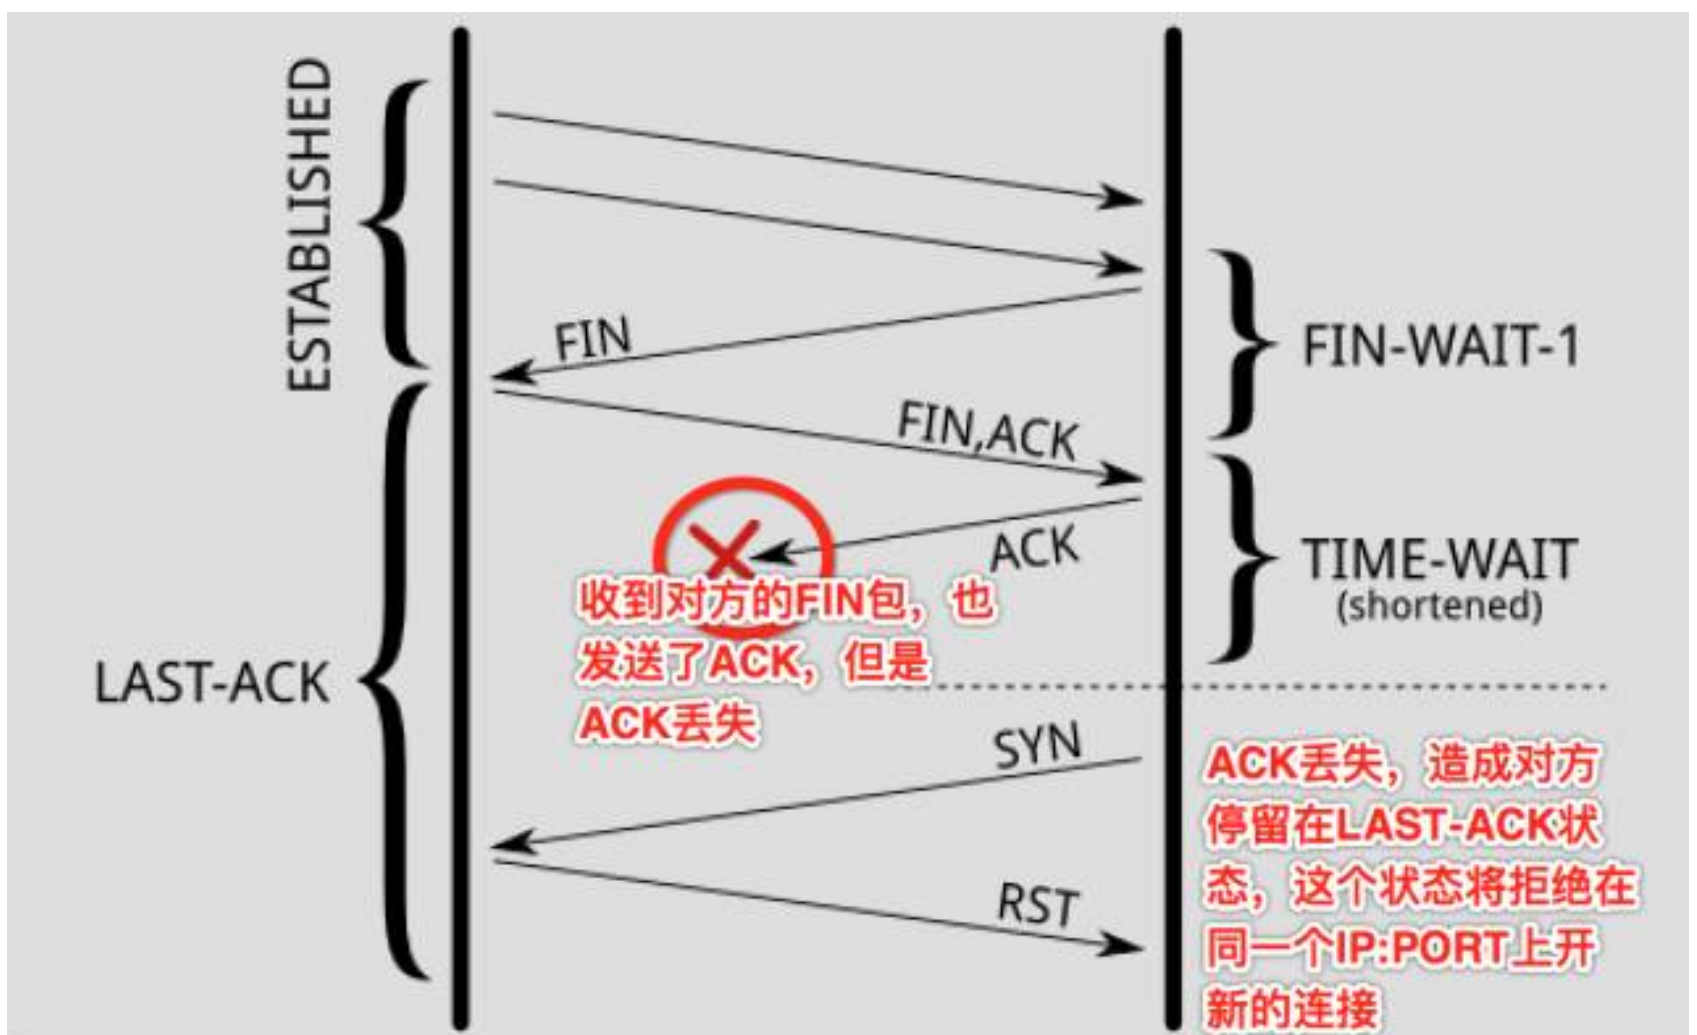 ESTABLISHED
FIN
FIN-WAIT-1
FIN,ACK
ACK
TIME-WAIT
(shortened)
收到对方的FIN包，也
发送了ACK，但是
ACK丢失
LAST-ACK
SYN
RST
ACK丢失，造成对方
停留在LAST-ACK状
态，这个状态将拒绝在
同一个IP:PORT上开
新的连接